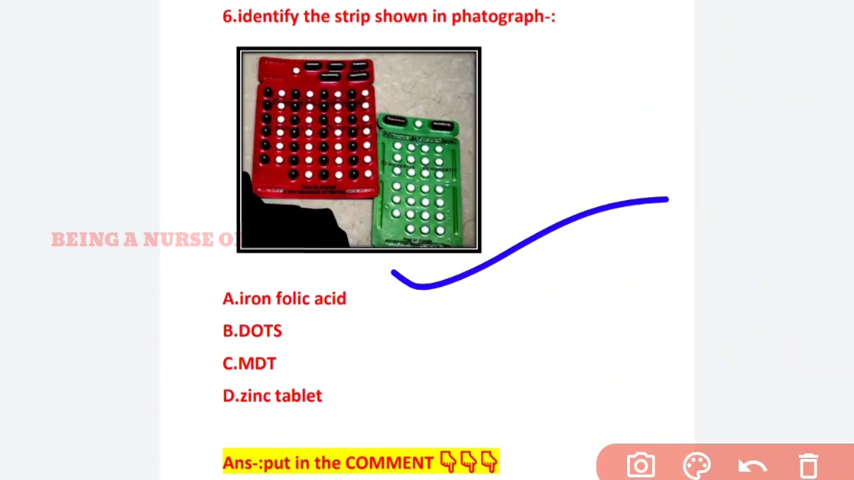 6.identify the strip shown in phatograph-:
BEING A NURSE O
A.iron folic acid
B.DOTS
C.MDT
D.zinc tablet
Ans-:put in the COMMENT 👇👇👇